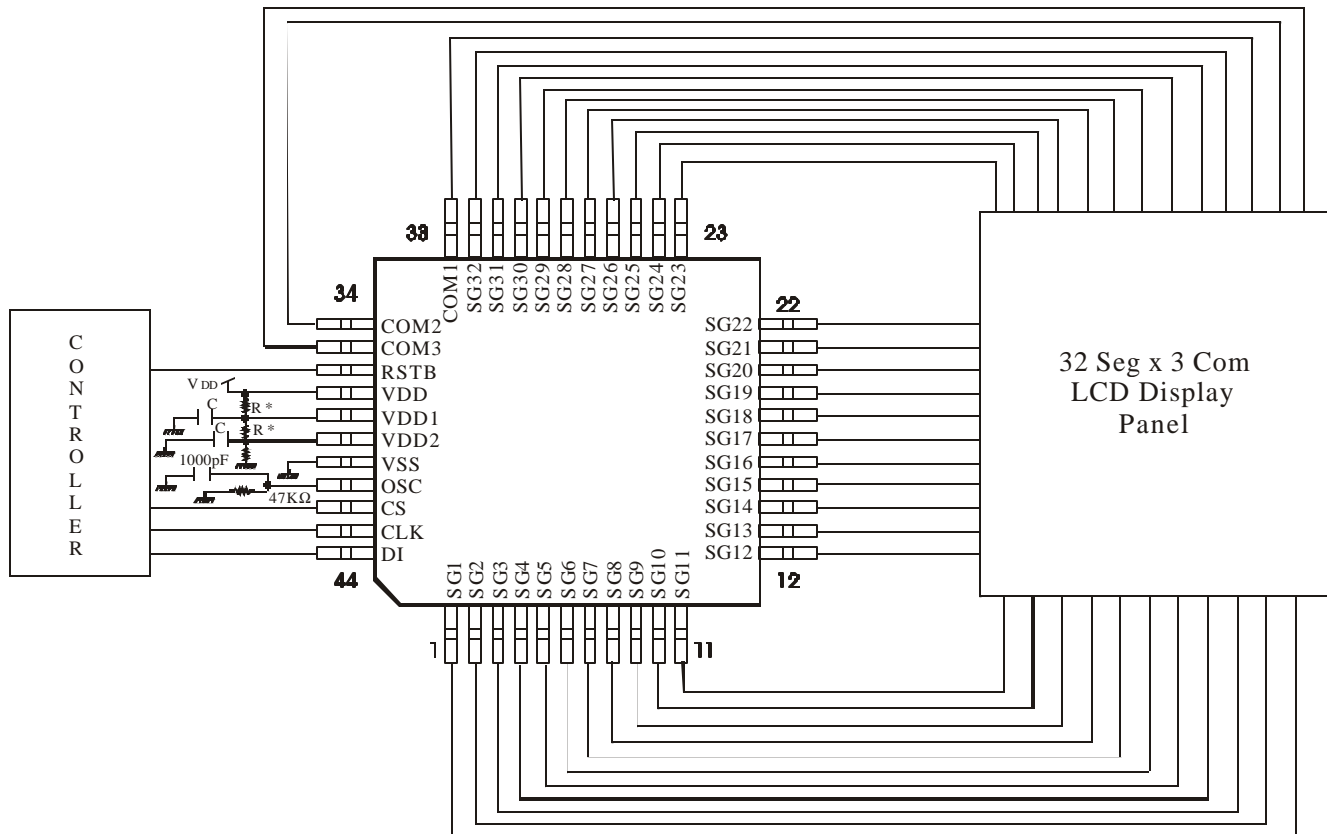 33
23
COM1
SG32
SG31
SG30
SG29
SG28
SG27
SG26
SG25
SG24
SG23
34
22
COM2
COM3
RSTB
VDD
VDD1
VDD2
VSS
OSC
CS
CLK
DI
SG22
SG21
SG20
SG19
SG18
SG17
SG16
SG15
SG14
SG13
SG12
CONTROLLER
VDD
C
R*
C
R*
1000pF
47KΩ
32 Seg x 3 Com
LCD Display
Panel
44
12
SG1
SG2
SG3
SG4
SG5
SG6
SG7
SG8
SG9
SG10
SG11
1
11